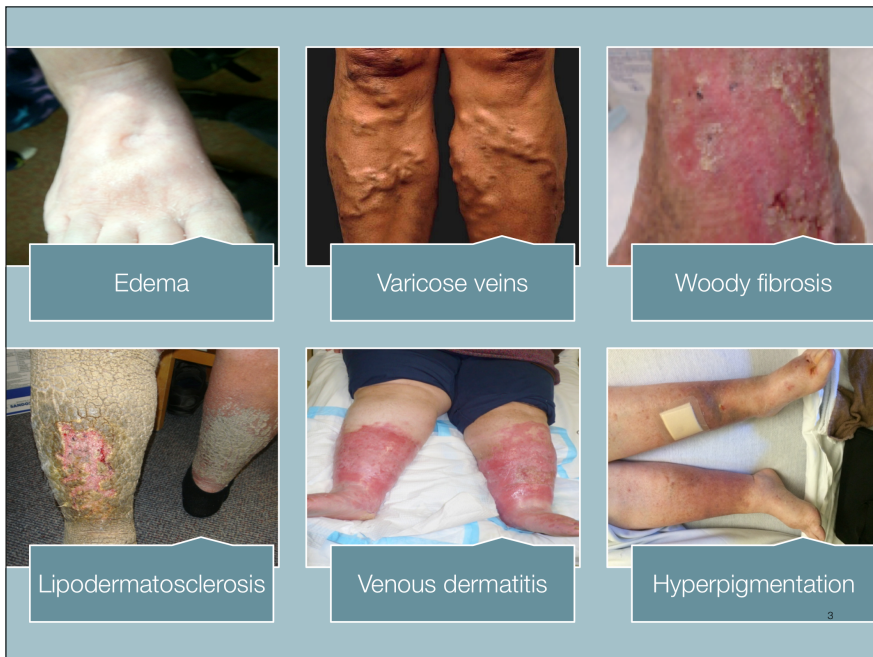 Edema
Varicose veins
Woody fibrosis
Lipodermatosclerosis
Venous dermatitis
Hyperpigmentation
3